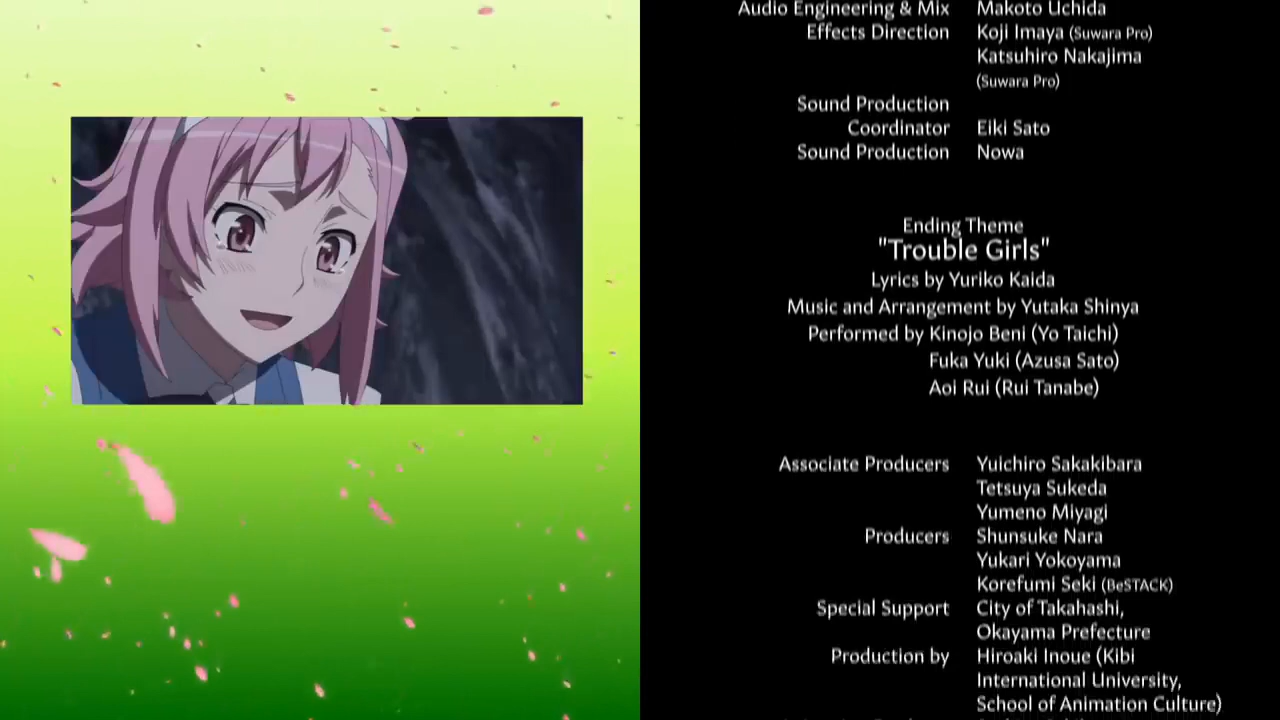 Audio Engineering & Mix Makoto Uchida
Effects Direction Koji Imaya (Suwara Pro)
Katsuhiro Nakajima
(Suwara Pro)
Sound Production
Coordinator Eiki Sato
Sound Production Nowa
Ending Theme
"Trouble Girls"
Lyrics by Yuriko Kaida
Music and Arrangement by Yutaka Shinya
Performed by Kinojo Beni (Yo Taichi)
Fuka Yuki (Azusa Sato)
Aoi Rui (Rui Tanabe)
Associate Producers Yuichiro Sakakibara
Tetsuya Sukeda
Yumeno Miyagi
Producers Shunsuke Nara
Yukari Yokoyama
Korefumi Seki (BeSTACK)
Special Support City of Takahashi,
Okayama Prefecture
Production by Hiroaki Inoue (Kibi
International University,
School of Animation Culture)